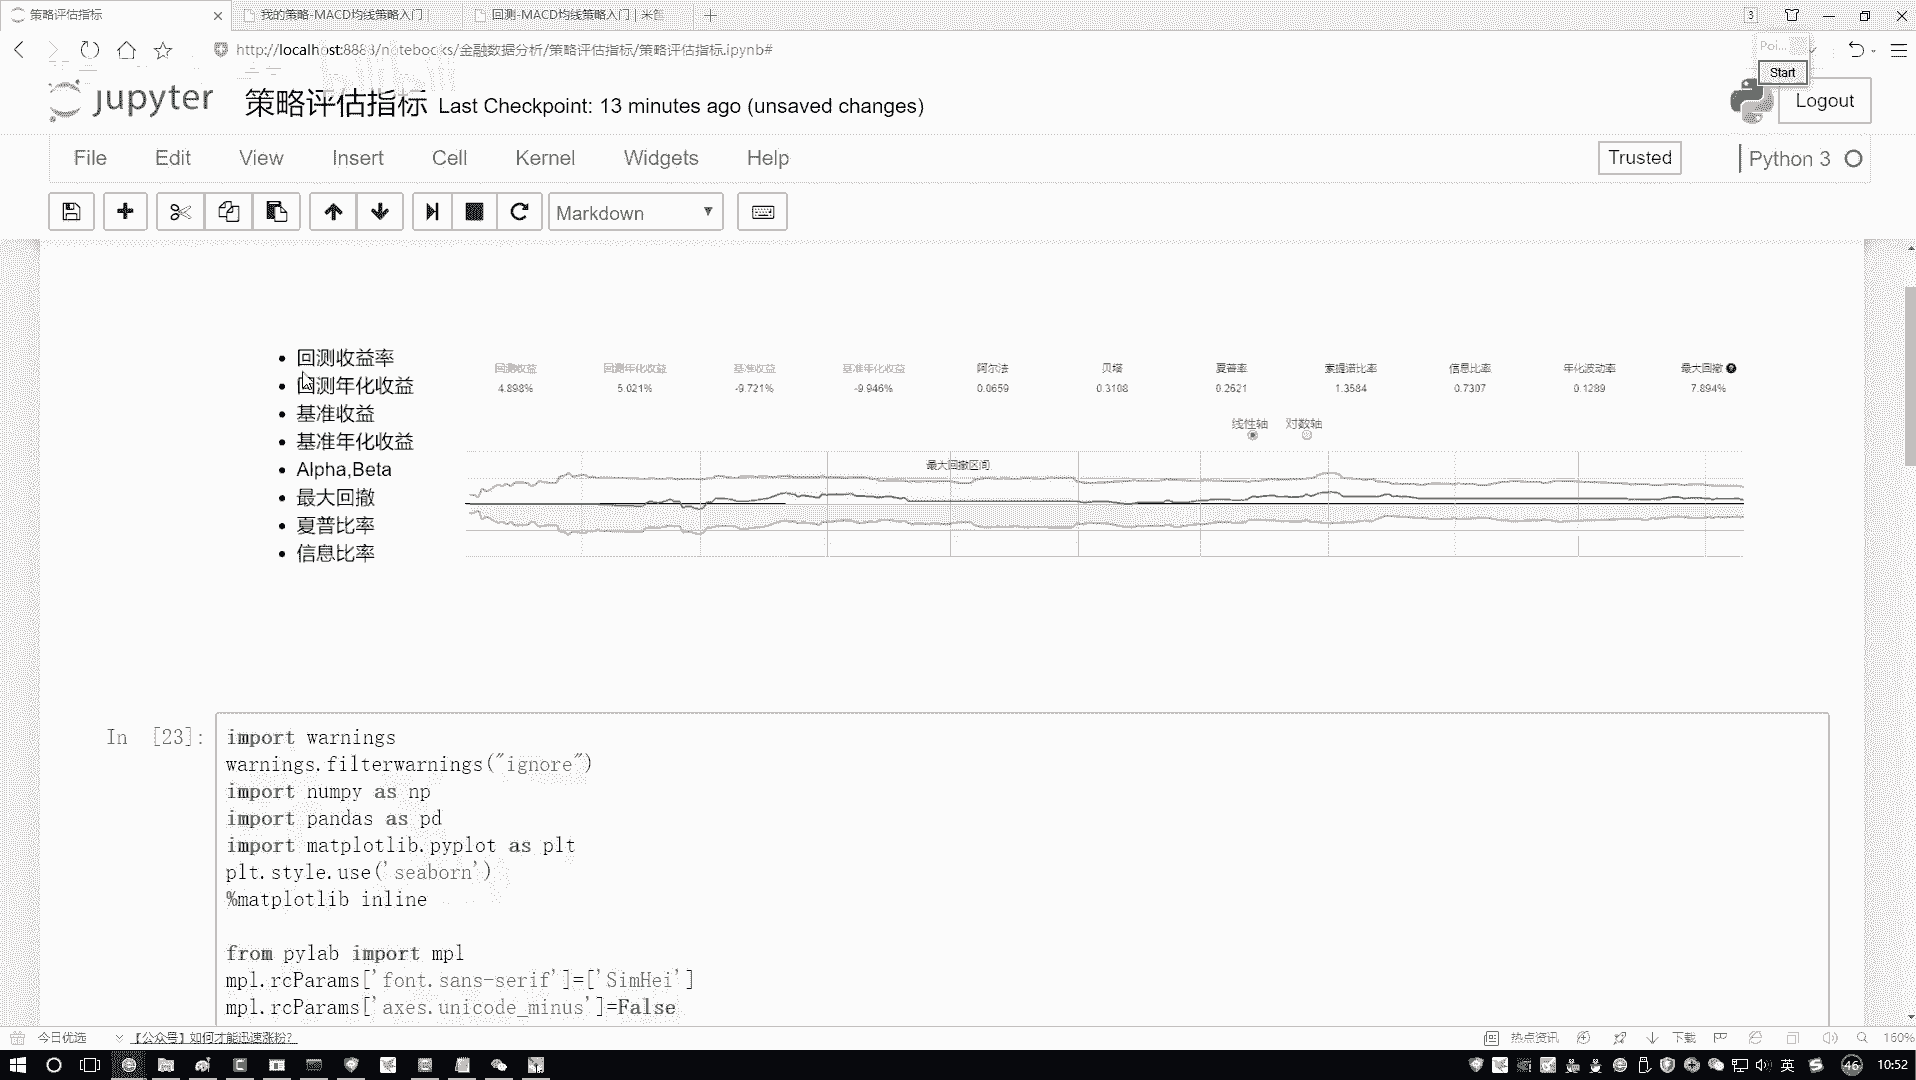 策略评估指标
我的策略-MACD均线策略入门
回测-MACD均线策略入门 | 米筐
3
http://localhost:8888/notebooks/金融数据分析/策略评估指标/策略评估指标.ipynb#
Poi...
Start
jupyter 策略评估指标 Last Checkpoint: 13 minutes ago (unsaved changes)
Logout
File Edit View Insert Cell Kernel Widgets Help
Trusted
Python 3
Markdown
回测收益率
回测年化收益
基准收益
基准年化收益
Alpha,Beta
最大回撤
夏普比率
信息比率
回测收益 回测年化收益 基准收益 基准年化收益 阿尔法 贝塔 夏普率 索提诺比率 信息比率 年化波动率 最大回撤
4.898% 5.021% -9.721% -9.946% 0.0659 0.3108 0.2621 1.3584 0.7307 0.1289 7.894%
线性轴 对数轴
最大回撤区间
In [23]:
import warnings
warnings.filterwarnings("ignore")
import numpy as np
import pandas as pd
import matplotlib.pyplot as plt
plt.style.use('seaborn')
%matplotlib inline
from pylab import mpl
mpl.rcParams['font.sans-serif']=['SimHei']
mpl.rcParams['axes.unicode_minus']=False
今日优选
【公众号】如何才能迅速涨粉?
热点资讯
下载
160%
英
46
10:52